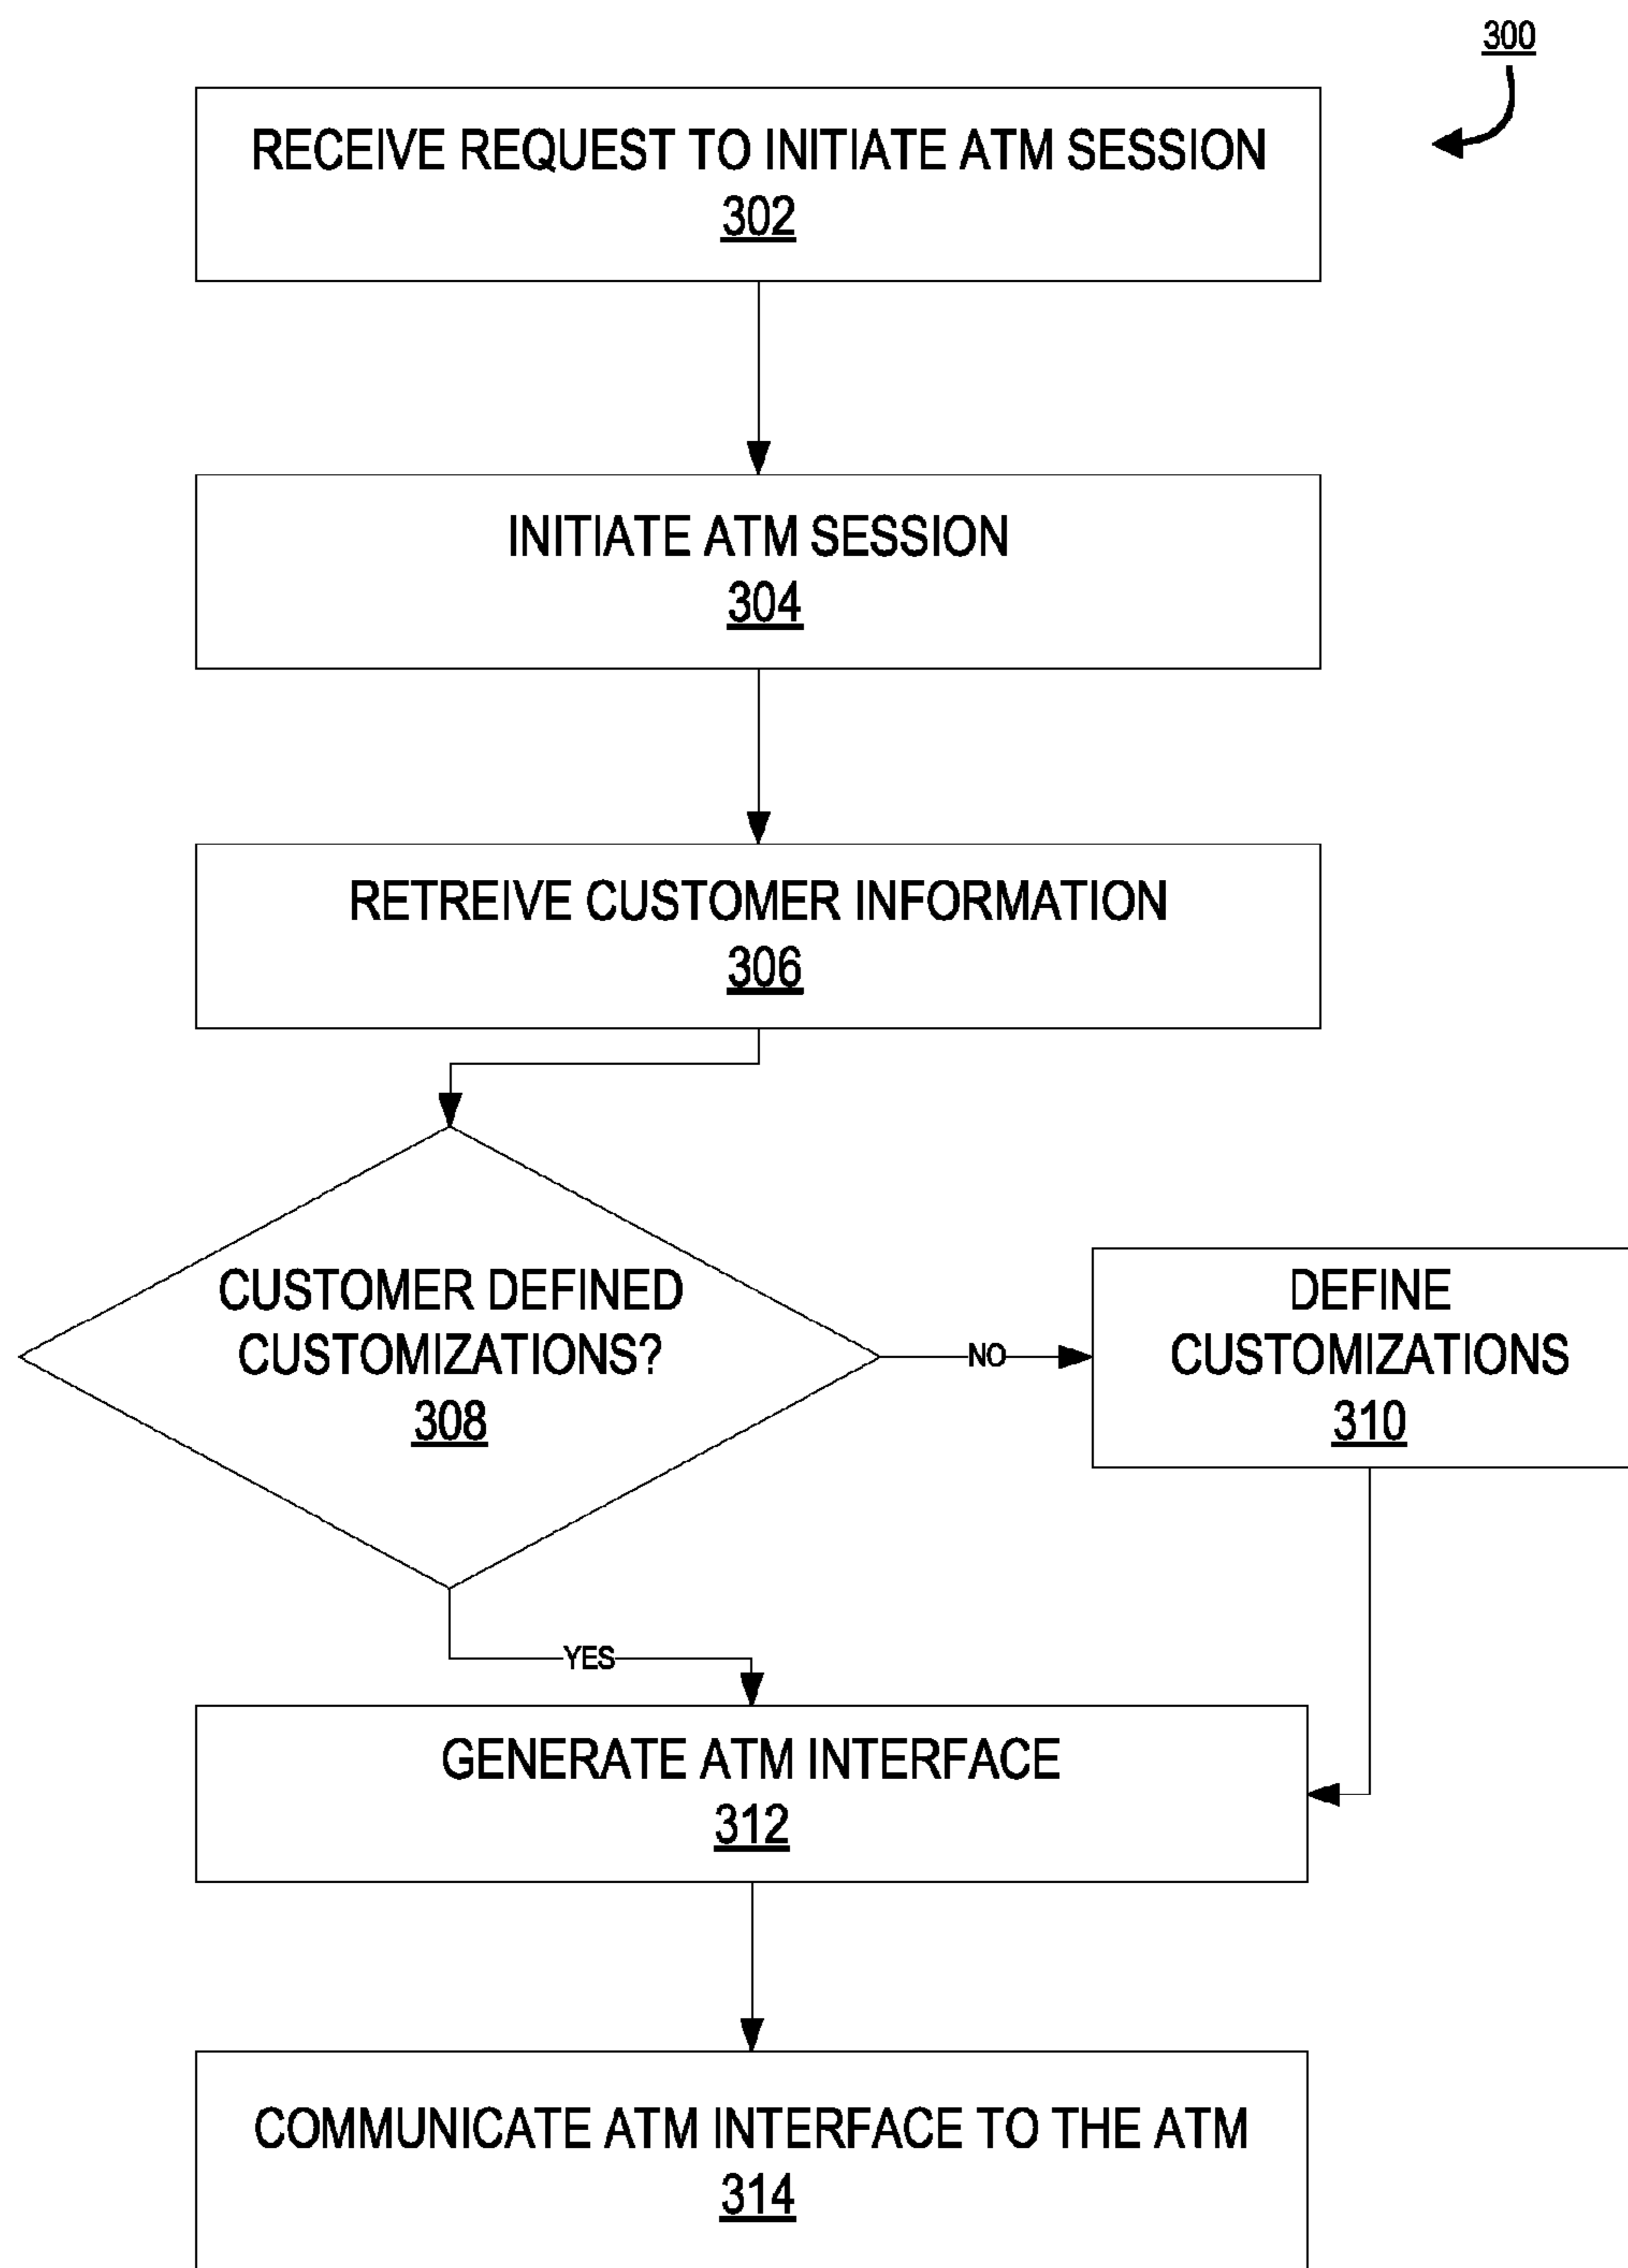 300
RECEIVE REQUEST TO INITIATE ATM SESSION
302
INITIATE ATM SESSION
304
RETREIVE CUSTOMER INFORMATION
306
CUSTOMER DEFINED
CUSTOMIZATIONS?
308
NO
DEFINE
CUSTOMIZATIONS
310
YES
GENERATE ATM INTERFACE
312
COMMUNICATE ATM INTERFACE TO THE ATM
314